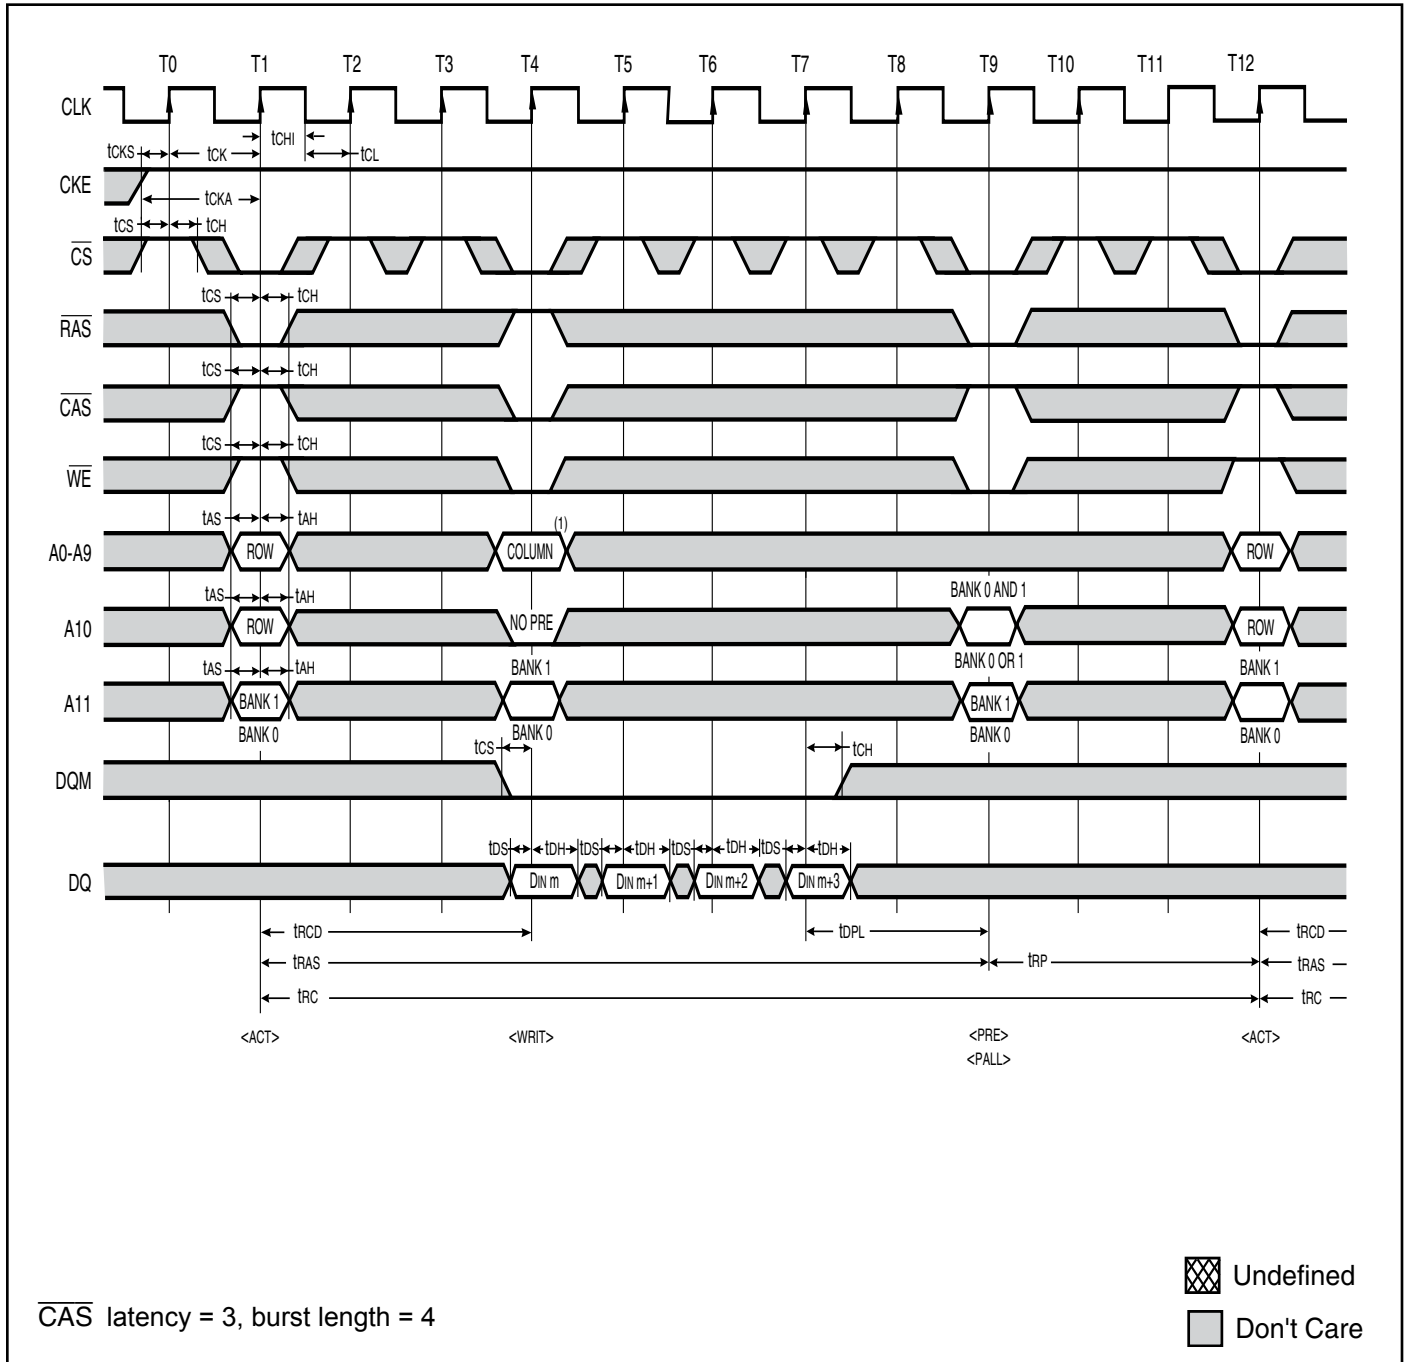 T0 T1 T2 T3 T4 T5 T6 T7 T8 T9 T10 T11 T12
CLK
tCHI
tCKS tCK tCL
CKE
tCKA
tCS tCH
CS
tCS tCH
RAS
tCS tCH
CAS
tCS tCH
WE
tAS tAH (1)
A0-A9 ROW COLUMN ROW
tAS tAH BANK 0 AND 1
A10 ROW NO PRE ROW
tAS tAH BANK 1 BANK 0 OR 1 BANK 1
A11 BANK 1 BANK 1
BANK 0 BANK 0 BANK 0 BANK 0
tCS tCH
DQM
tDS tDH tDS tDH tDS tDH tDS tDH
DQ DIN m DIN m+1 DIN m+2 DIN m+3
tRCD tDPL tRCD
tRAS tRP tRAS
tRC tRC
<ACT> <WRIT> <PRE> <ACT>
<PALL>
Undefined
CAS latency = 3, burst length = 4
Don't Care